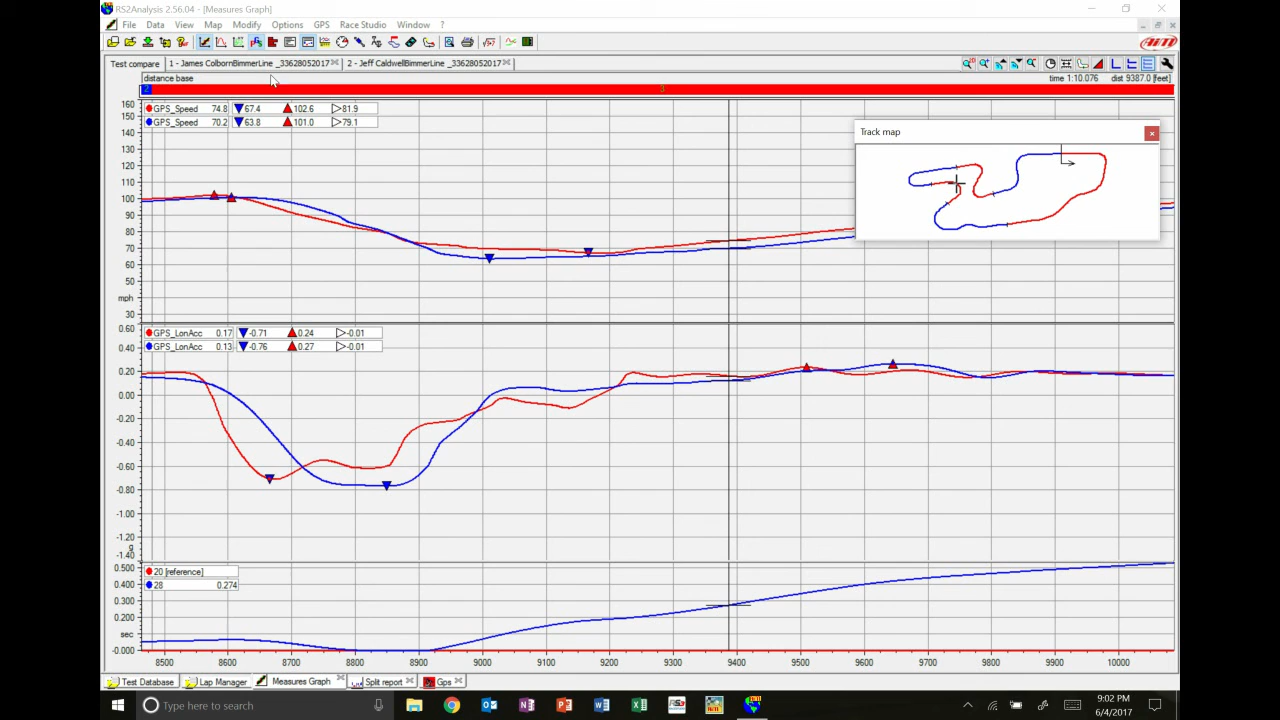 RS2Analysis 2.56.04 - [Measures Graph]
File Data View Map Modify Options GPS Race Studio Window ?
Test compare 1 - James ColbornBimmerLine _33628052017 2 - Jeff CaldwellBimmerLine _33628052017
distance base time 1:10.076 dist 9387.0 [feet]
2 3
160
150
140
130
120
110
100
90
80
70
60
mph
30
GPS_Speed 74.8 67.4 102.6 81.9
GPS_Speed 70.2 63.8 101.0 79.1
Track map
0.60
0.40
0.20
0.00
-0.20
-0.40
-0.60
-0.80
-1.00
-1.20
g
-1.40
GPS_LonAcc 0.17 -0.71 0.24 -0.01
GPS_LonAcc 0.13 -0.76 0.27 -0.01
20 [reference]
28 0.274
0.500
0.400
0.300
0.200
sec
-0.000
8500 8600 8700 8800 8900 9000 9100 9200 9300 9400 9500 9600 9700 9800 9900 10000
Test Database Lap Manager Measures Graph Split report Gps
Type here to search
9:02 PM
6/4/2017